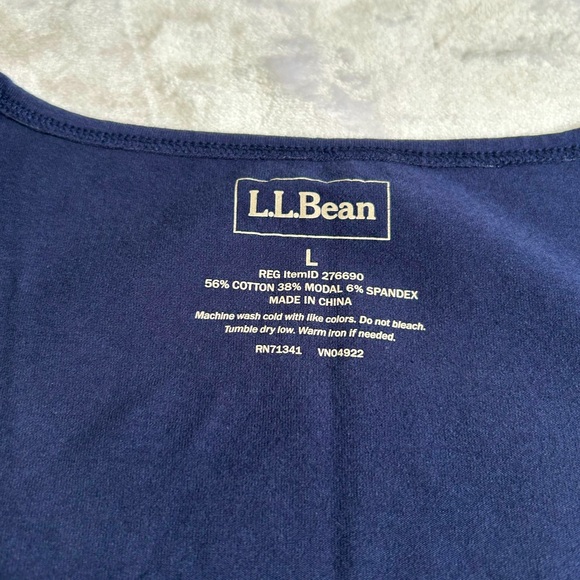 L.L.Bean
L
REG ItemID 276690
56% COTTON 38% MODAL 6% SPANDEX
MADE IN CHINA
Machine wash cold with like colors. Do not bleach.
Tumble dry low. Warm iron if needed.
RN71341 VN04922